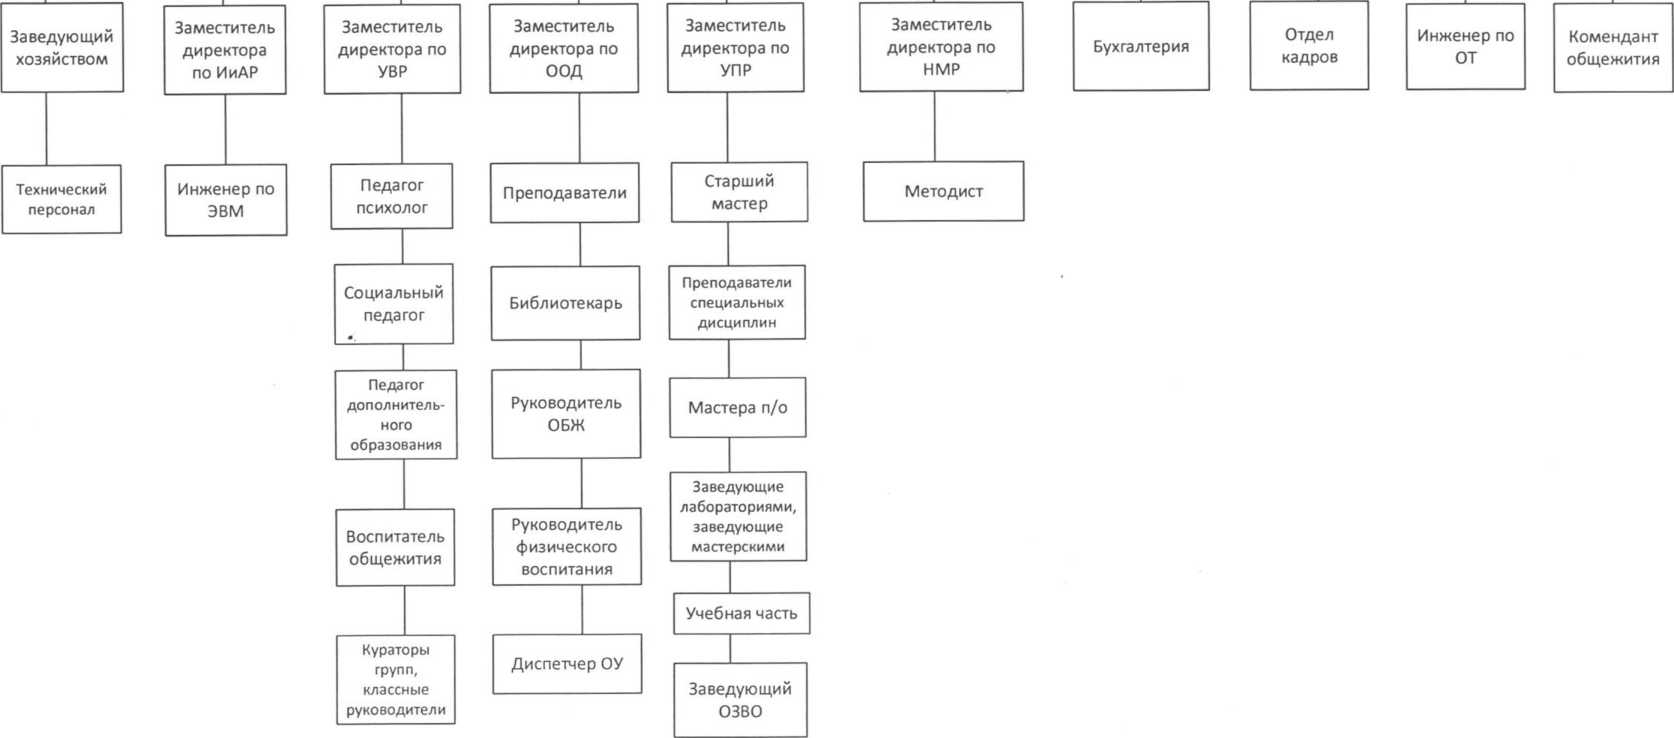 Заведующий
хозяйством
Заместитель
директора
по ИиАР
Заместитель
директора по
УВР
Заместитель
директора по
ООД
Заместитель
директора по
УПР
Заместитель
директора по
НМР
Бухгалтерия
Отдел
кадров
Инженер по
ОТ
Комендант
общежития
Технический
персонал
Инженер по
ЭВМ
Педагог
психолог
Преподаватели
Старший
мастер
Методист
Социальный
педагог
Библиотекарь
Преподаватели
специальных
дисциплин
Педагог
дополнитель-
ного
образования
Руководитель
ОБЖ
Мастера п/о
Воспитатель
общежития
Руководитель
физического
воспитания
Заведующие
лабораториями,
заведующие
мастерскими
Учебная часть
Кураторы
групп,
классные
руководители
Диспетчер ОУ
Заведующий
ОЗВО